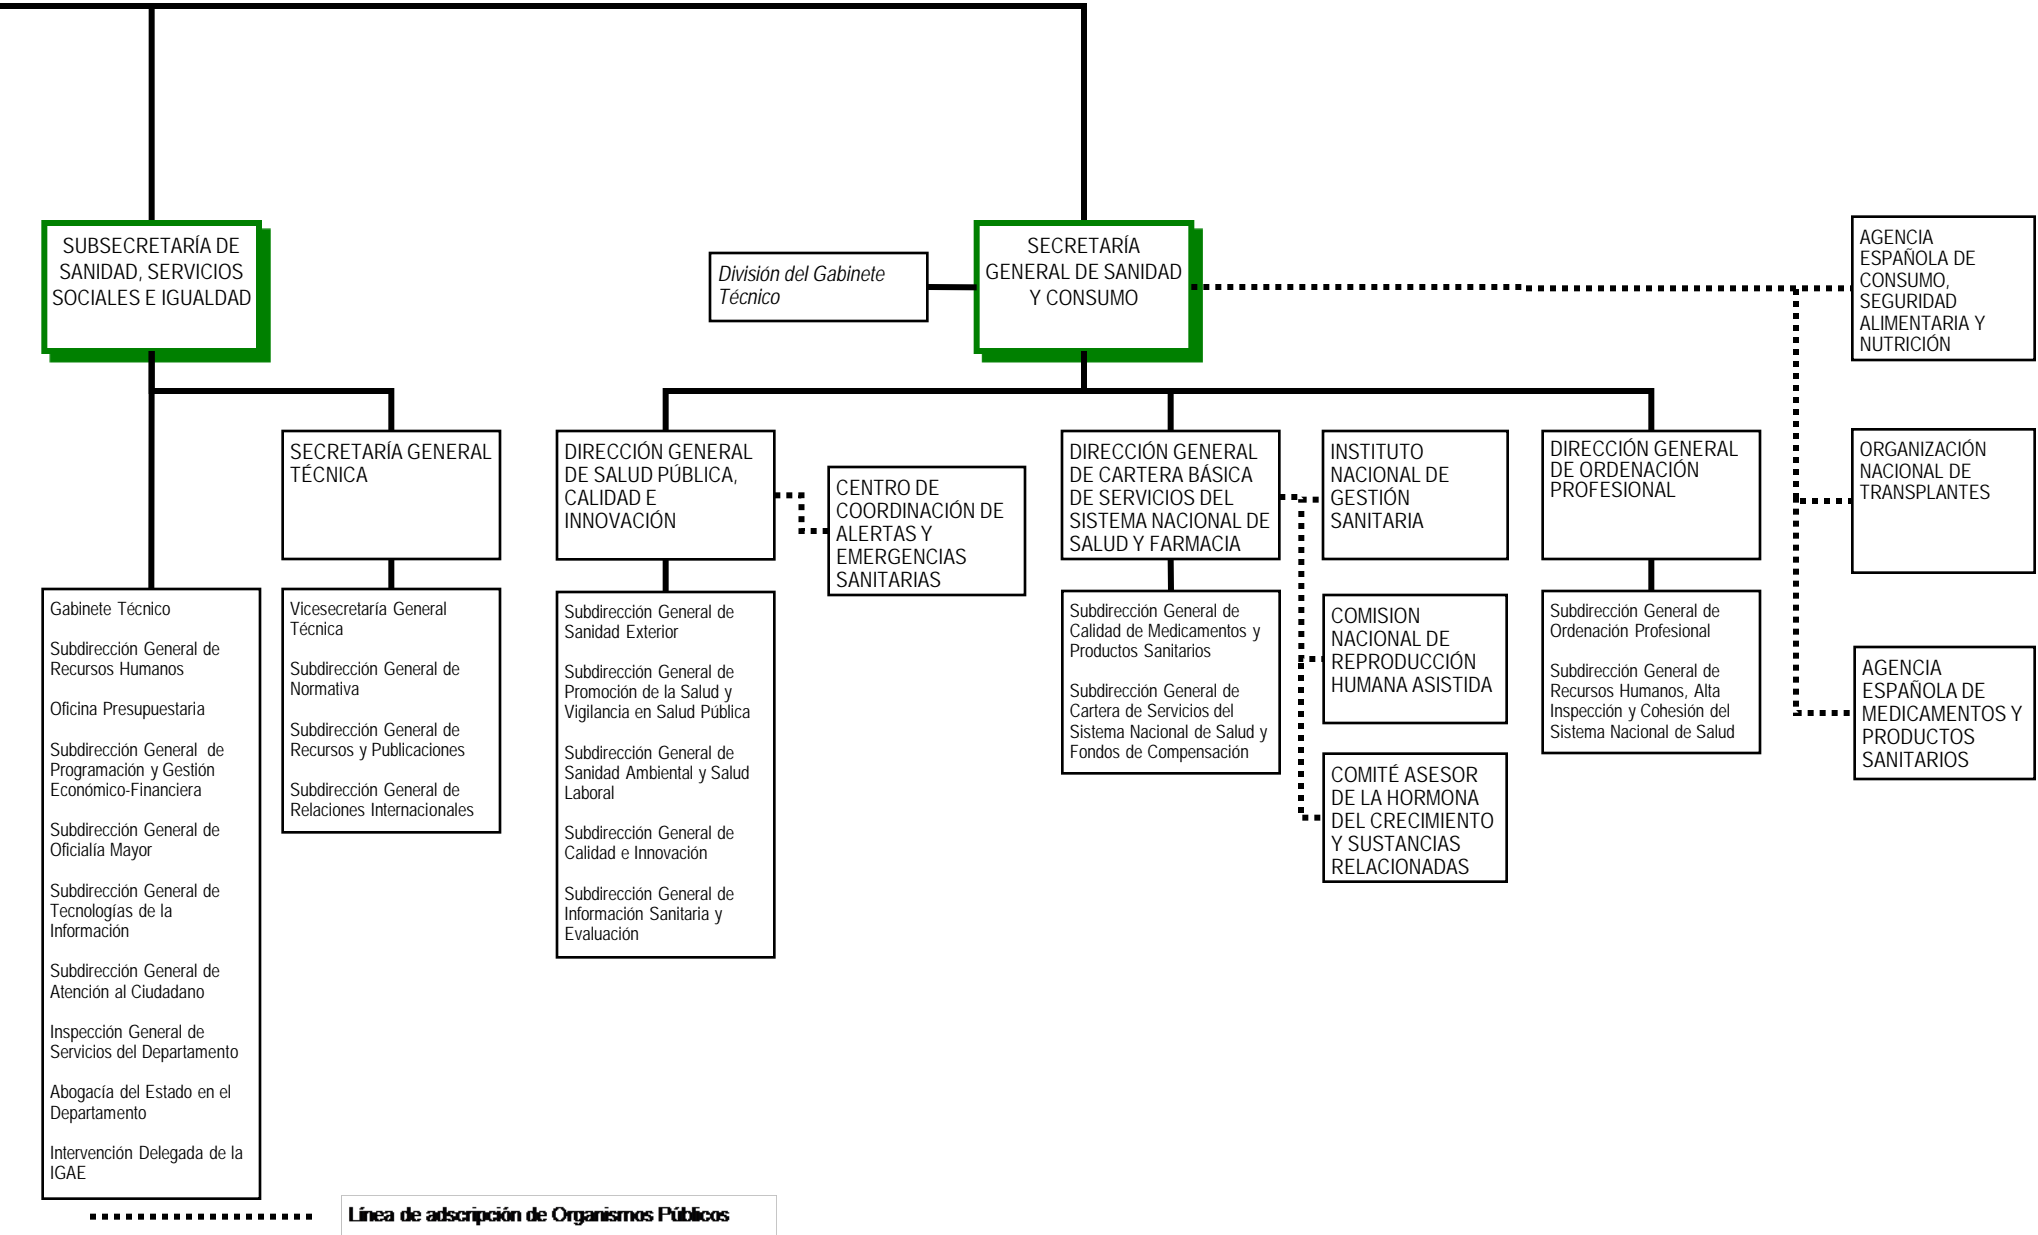 SUBSECRETARÍA DE
SANIDAD, SERVICIOS
SOCIALES E IGUALDAD
División del Gabinete
Técnico
SECRETARÍA
GENERAL DE SANIDAD
Y CONSUMO
AGENCIA
ESPAÑOLA DE
CONSUMO,
SEGURIDAD
ALIMENTARIA Y
NUTRICIÓN
SECRETARÍA GENERAL
TÉCNICA
DIRECCIÓN GENERAL
DE SALUD PÚBLICA,
CALIDAD E
INNOVACIÓN
CENTRO DE
COORDINACIÓN DE
ALERTAS Y
EMERGENCIAS
SANITARIAS
DIRECCIÓN GENERAL
DE CARTERA BÁSICA
DE SERVICIOS DEL
SISTEMA NACIONAL DE
SALUD Y FARMACIA
INSTITUTO
NACIONAL DE
GESTIÓN
SANITARIA
DIRECCIÓN GENERAL
DE ORDENACIÓN
PROFESIONAL
ORGANIZACIÓN
NACIONAL DE
TRANSPLANTES
Gabinete Técnico
Subdirección General de
Recursos Humanos
Oficina Presupuestaria
Subdirección General de
Programación y Gestión
Económico-Financiera
Subdirección General de
Oficialía Mayor
Subdirección General de
Tecnologías de la
Información
Subdirección General de
Atención al Ciudadano
Inspección General de
Servicios del Departamento
Abogacía del Estado en el
Departamento
Intervención Delegada de la
IGAE
Vicesecretaría General
Técnica
Subdirección General de
Normativa
Subdirección General de
Recursos y Publicaciones
Subdirección General de
Relaciones Internacionales
Subdirección General de
Sanidad Exterior
Subdirección General de
Promoción de la Salud y
Vigilancia en Salud Pública
Subdirección General de
Sanidad Ambiental y Salud
Laboral
Subdirección General de
Calidad e Innovación
Subdirección General de
Información Sanitaria y
Evaluación
Subdirección General de
Calidad de Medicamentos y
Productos Sanitarios
Subdirección General de
Cartera de Servicios del
Sistema Nacional de Salud y
Fondos de Compensación
COMISION
NACIONAL DE
REPRODUCCIÓN
HUMANA ASISTIDA
COMITÉ ASESOR
DE LA HORMONA
DEL CRECIMIENTO
Y SUSTANCIAS
RELACIONADAS
Subdirección General de
Ordenación Profesional
Subdirección General de
Recursos Humanos, Alta
Inspección y Cohesión del
Sistema Nacional de Salud
AGENCIA
ESPAÑOLA DE
MEDICAMENTOS Y
PRODUCTOS
SANITARIOS
Línea de adscripción de Organismos Públicos